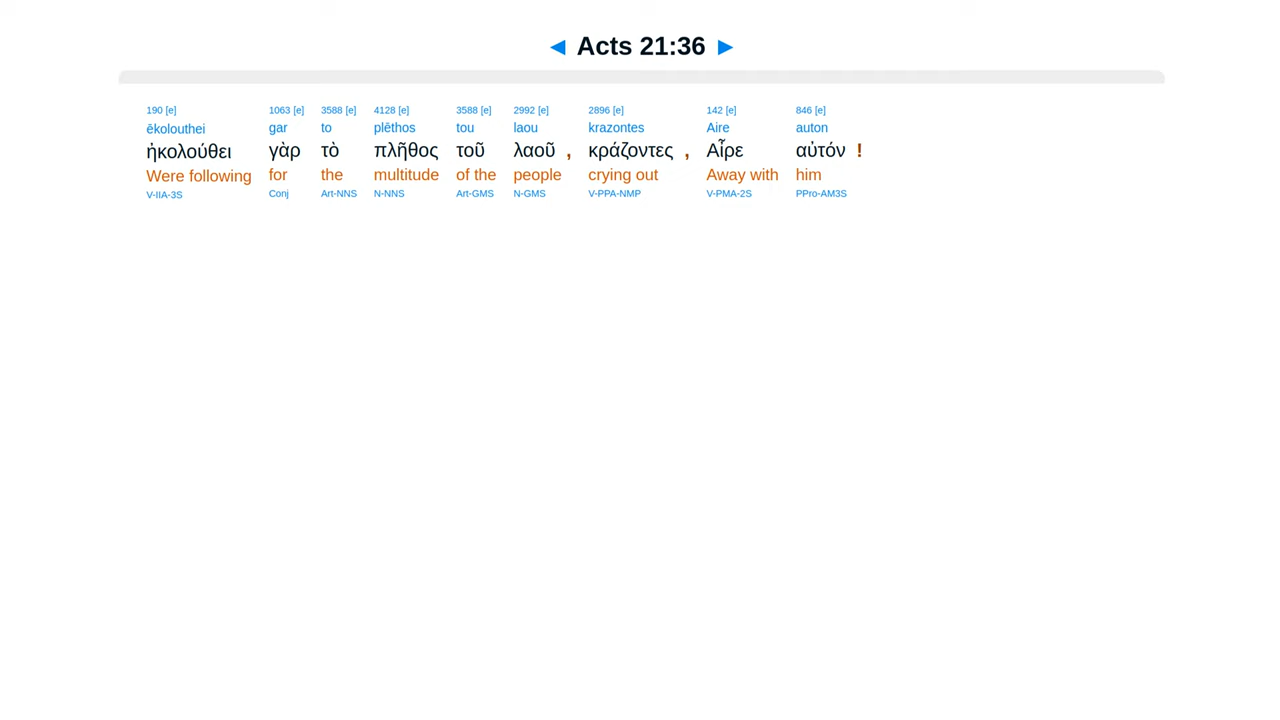 ◄ Acts 21:36 ►
190 [e] 1063 [e] 3588 [e] 4128 [e] 3588 [e] 2992 [e] 2896 [e] 142 [e] 846 [e]
ēkolouthei gar to plēthos tou laou krazontes Aire auton
ἠκολούθει γὰρ τὸ πλῆθος τοῦ λαοῦ , κράζοντες , Αἶρε αὐτόν !
Were following for the multitude of the people crying out Away with him
V-IIA-3S Conj Art-NNS N-NNS Art-GMS N-GMS V-PPA-NMP V-PMA-2S PPro-AM3S